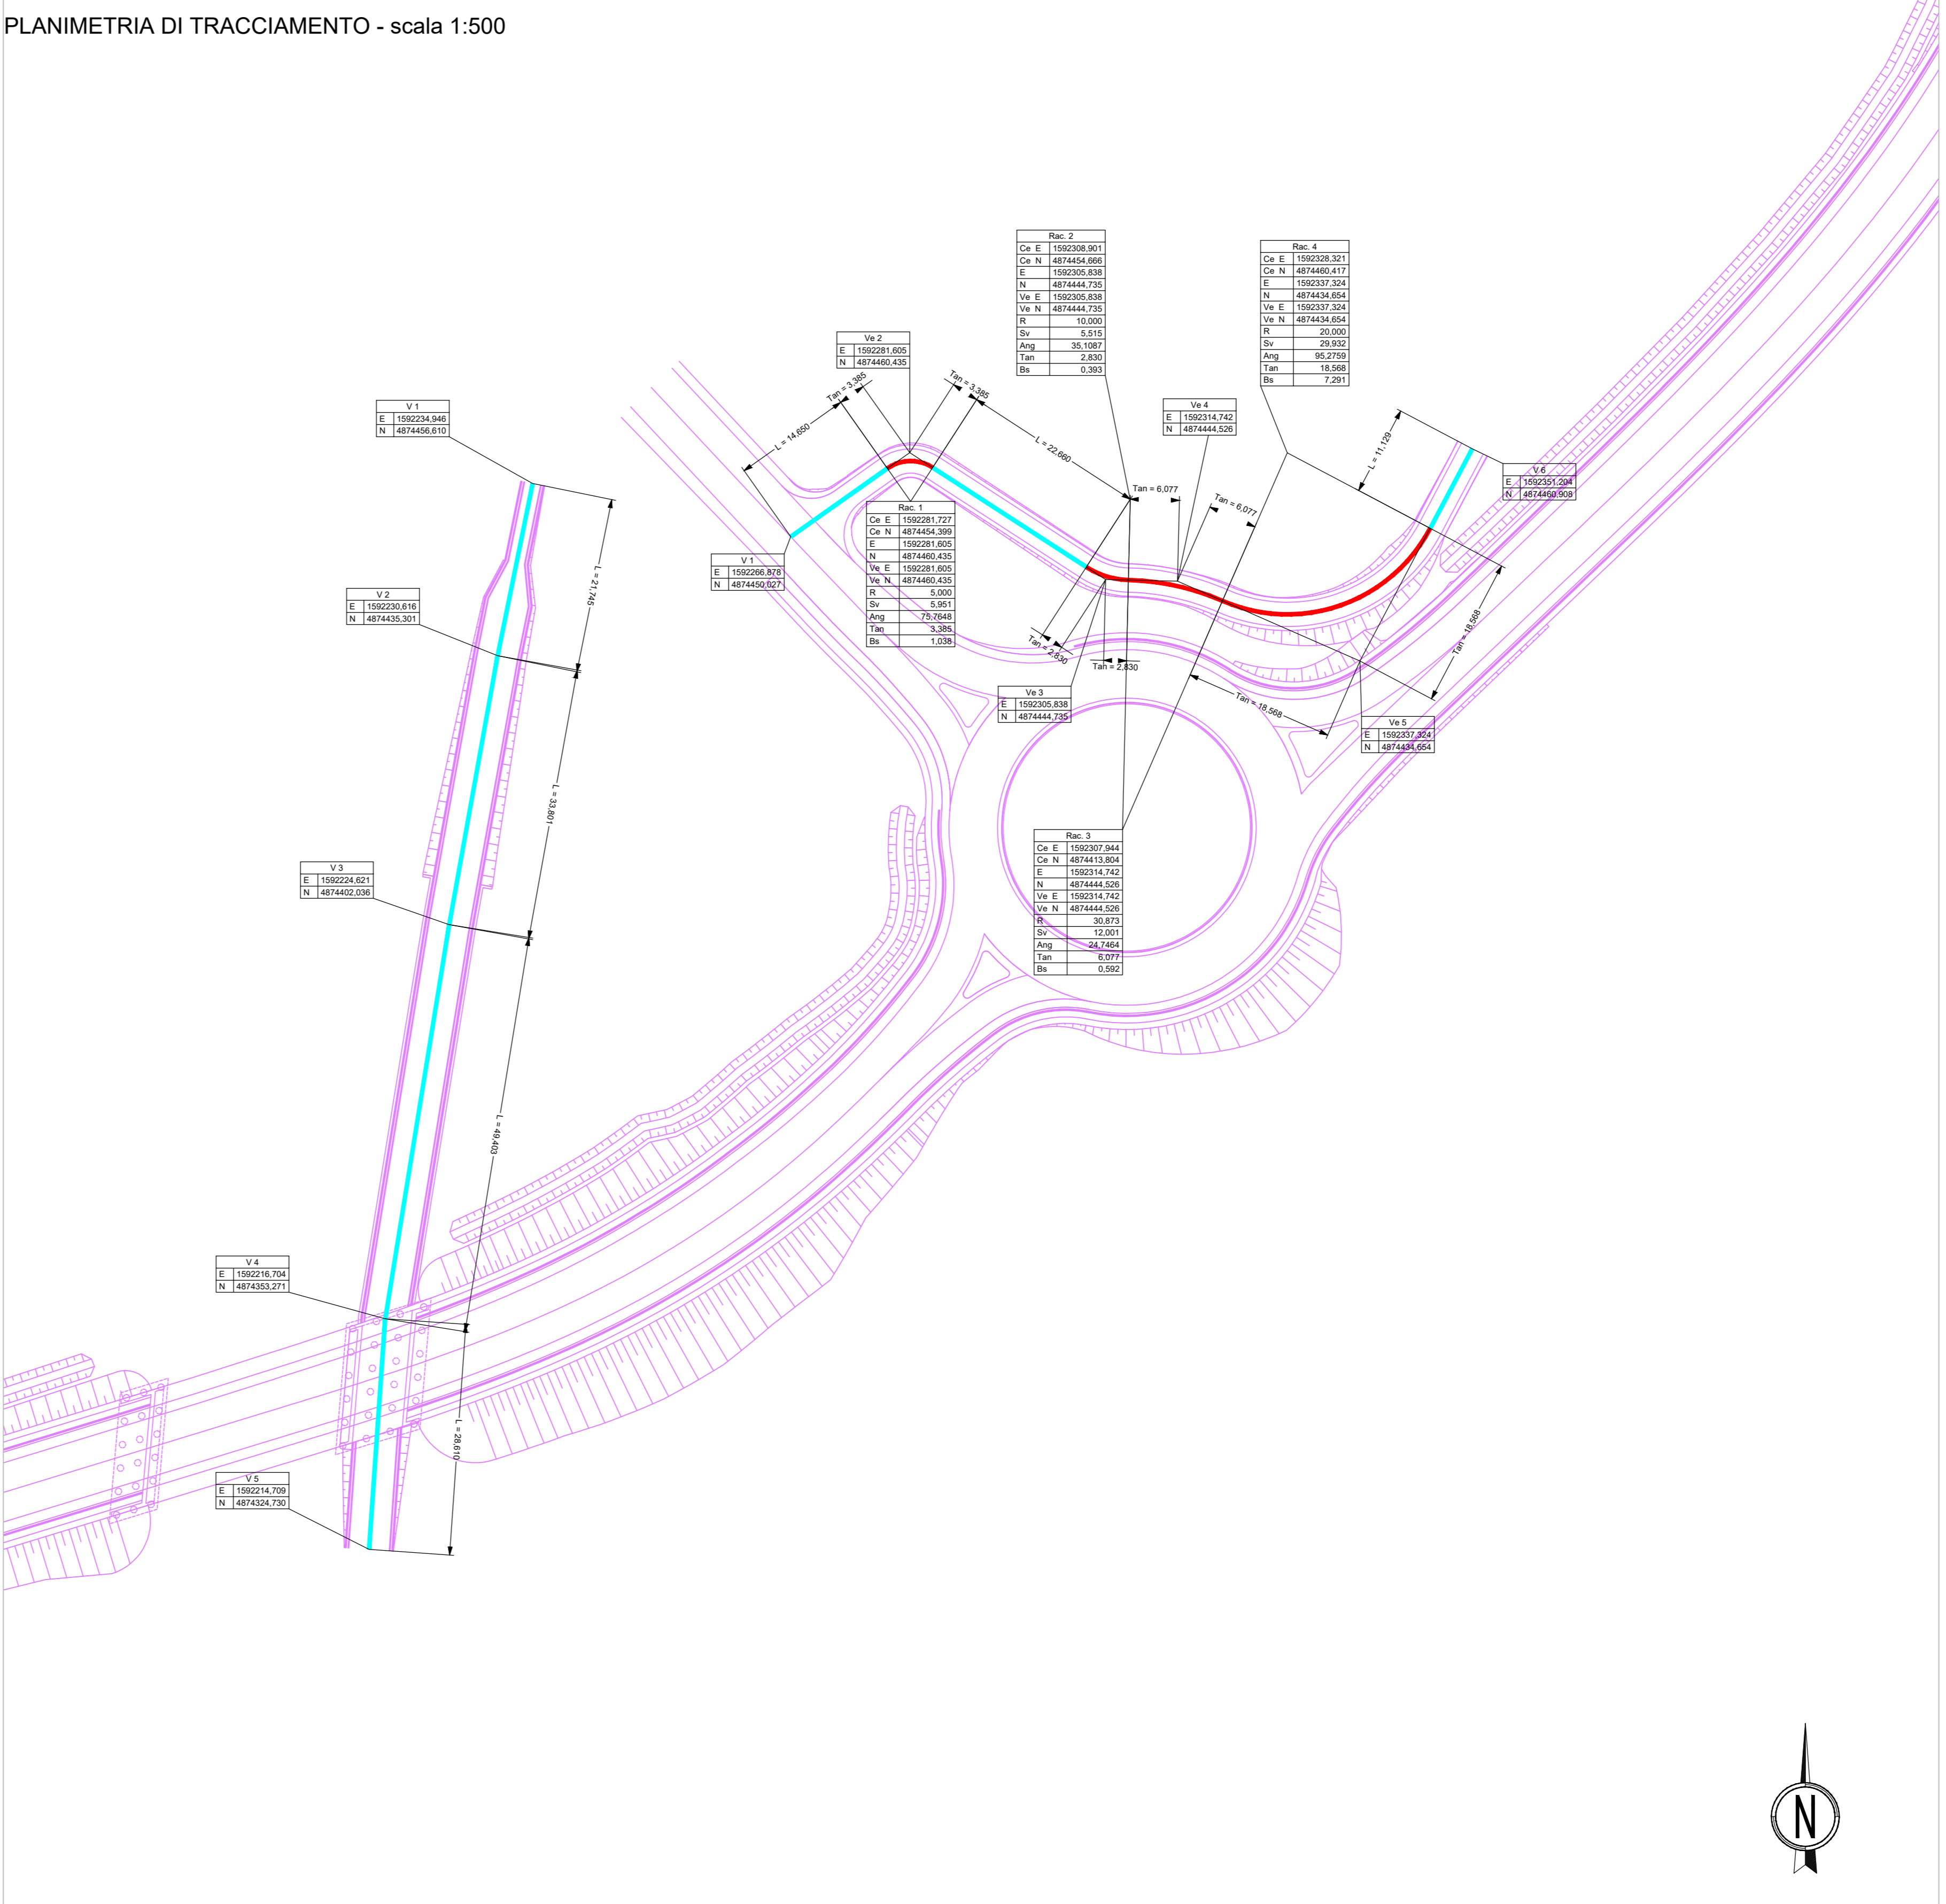 PLANIMETRIA DI TRACCIAMENTO - scala 1:500
Rac. 2
Ce E 1592308,901
Ce N 4874454,666
E 1592305,838
N 4874444,735
Ve E 1592305,838
Ve N 4874444,735
R 10,000
Sv 5,515
Ang 35,1087
Tan 2,830
Bs 0,393
Rac. 4
Ce E 1592328,321
Ce N 4874460,417
E 1592337,324
N 4874434,654
Ve E 1592337,324
Ve N 4874434,654
R 20,000
Sv 29,932
Ang 95,2759
Tan 18,568
Bs 7,291
Ve 2
E 1592281,605
N 4874460,435
Tan = 3,385
Tan = 3,385
V 1
E 1592234,946
N 4874456,610
Ve 4
E 1592314,742
N 4874444,526
L = 14,650
L = 22,660
L = 11,129
V 6
E 1592351,204
N 4874460,908
Tan = 6,077
Tan = 6,077
Rac. 1
Ce E 1592281,727
Ce N 4874454,399
E 1592281,605
N 4874460,435
Ve E 1592281,605
Ve N 4874460,435
R 5,000
Sv 5,951
Ang 75,7648
Tan 3,385
Bs 1,038
V 1
E 1592266,878
N 4874450,027
L = 21,745
V 2
E 1592230,616
N 4874435,301
Tan = 2,830
Tan = 2,830
Tan = 18,568
Tan = 18,568
Ve 3
E 1592305,838
N 4874444,735
Ve 5
E 1592337,324
N 4874434,654
L = 33,801
Rac. 3
Ce E 1592307,944
Ce N 4874413,804
E 1592314,742
N 4874444,526
Ve E 1592314,742
Ve N 4874444,526
R 30,873
Sv 12,001
Ang 24,7464
Tan 6,077
Bs 0,592
V 3
E 1592224,621
N 4874402,036
L = 49,403
V 4
E 1592216,704
N 4874353,271
L = 28,610
V 5
E 1592214,709
N 4874324,730
N